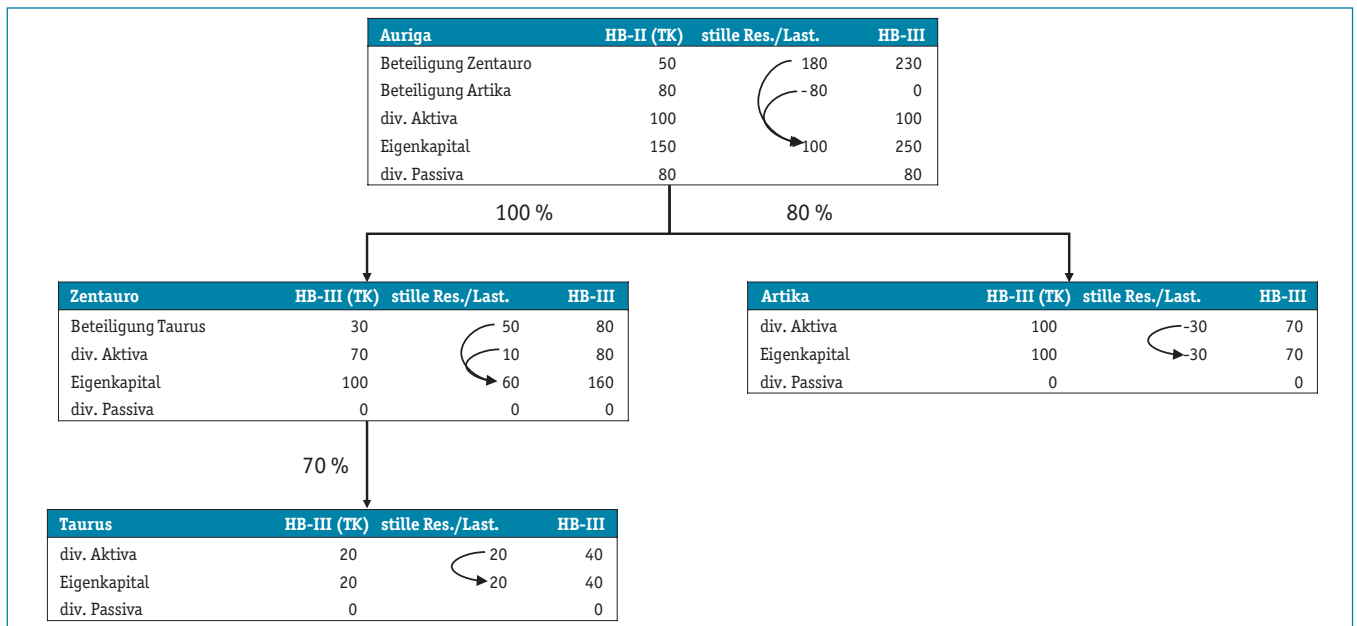 Auriga HB-II (TK) stille Res./Last. HB-III
Beteiligung Zentauro 50 180 230
Beteiligung Artika 80 -80 0
div. Aktiva 100 100
Eigenkapital 150 100 250
div. Passiva 80 80
100 % 80 %
Zentauro HB-III (TK) stille Res./Last. HB-III
Beteiligung Taurus 30 50 80
div. Aktiva 70 10 80
Eigenkapital 100 60 160
div. Passiva 0 0 0
Artika HB-III (TK) stille Res./Last. HB-III
div. Aktiva 100 -30 70
Eigenkapital 100 -30 70
div. Passiva 0 0
70 %
Taurus HB-III (TK) stille Res./Last. HB-III
div. Aktiva 20 20 40
Eigenkapital 20 20 40
div. Passiva 0 0